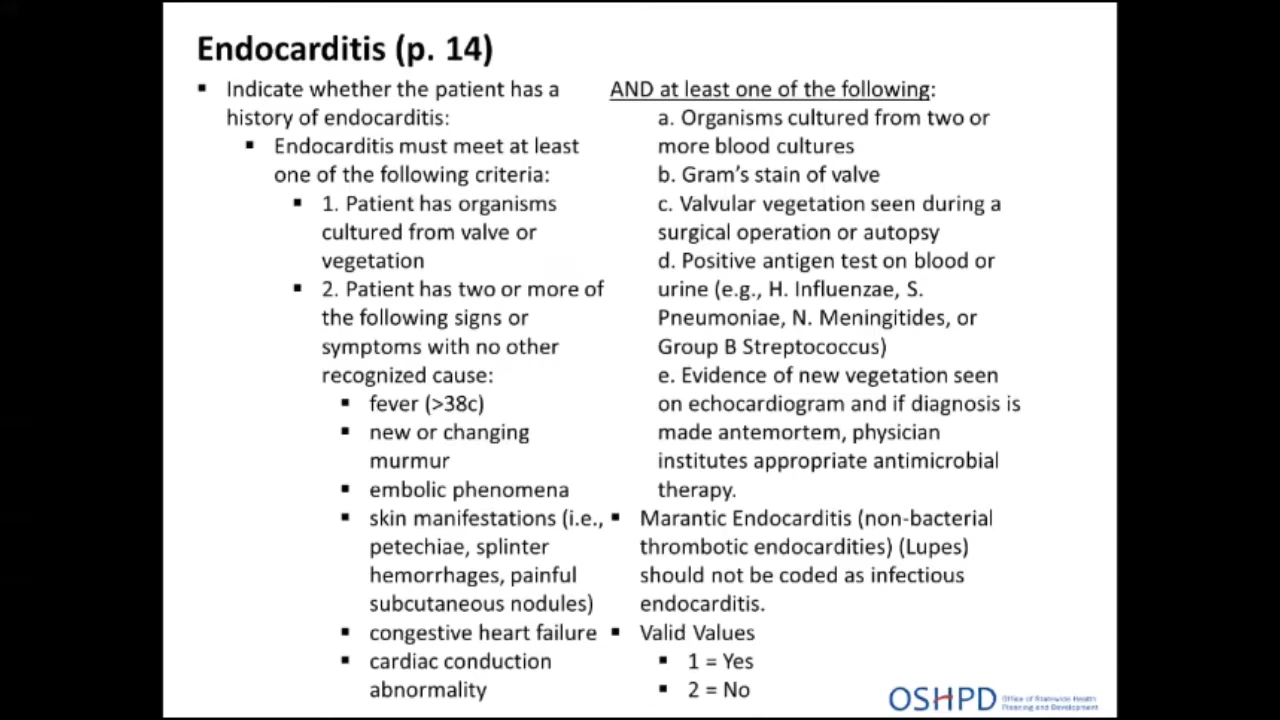 Endocarditis (p. 14)
▪ Indicate whether the patient has a
history of endocarditis:
▪ Endocarditis must meet at least
one of the following criteria:
▪ 1. Patient has organisms
cultured from valve or
vegetation
▪ 2. Patient has two or more of
the following signs or
symptoms with no other
recognized cause:
▪ fever (>38c)
▪ new or changing
murmur
▪ embolic phenomena
▪ skin manifestations (i.e.,
petechiae, splinter
hemorrhages, painful
subcutaneous nodules)
▪ congestive heart failure
▪ cardiac conduction
abnormality
AND at least one of the following:
a. Organisms cultured from two or
more blood cultures
b. Gram's stain of valve
c. Valvular vegetation seen during a
surgical operation or autopsy
d. Positive antigen test on blood or
urine (e.g., H. Influenzae, S.
Pneumoniae, N. Meningitides, or
Group B Streptococcus)
e. Evidence of new vegetation seen
on echocardiogram and if diagnosis is
made antemortem, physician
institutes appropriate antimicrobial
therapy.
▪ Marantic Endocarditis (non-bacterial
thrombotic endocardities) (Lupes)
should not be coded as infectious
endocarditis.
▪ Valid Values
▪ 1 = Yes
▪ 2 = No
OSHPD
Office of Statewide Health
Planning and Development